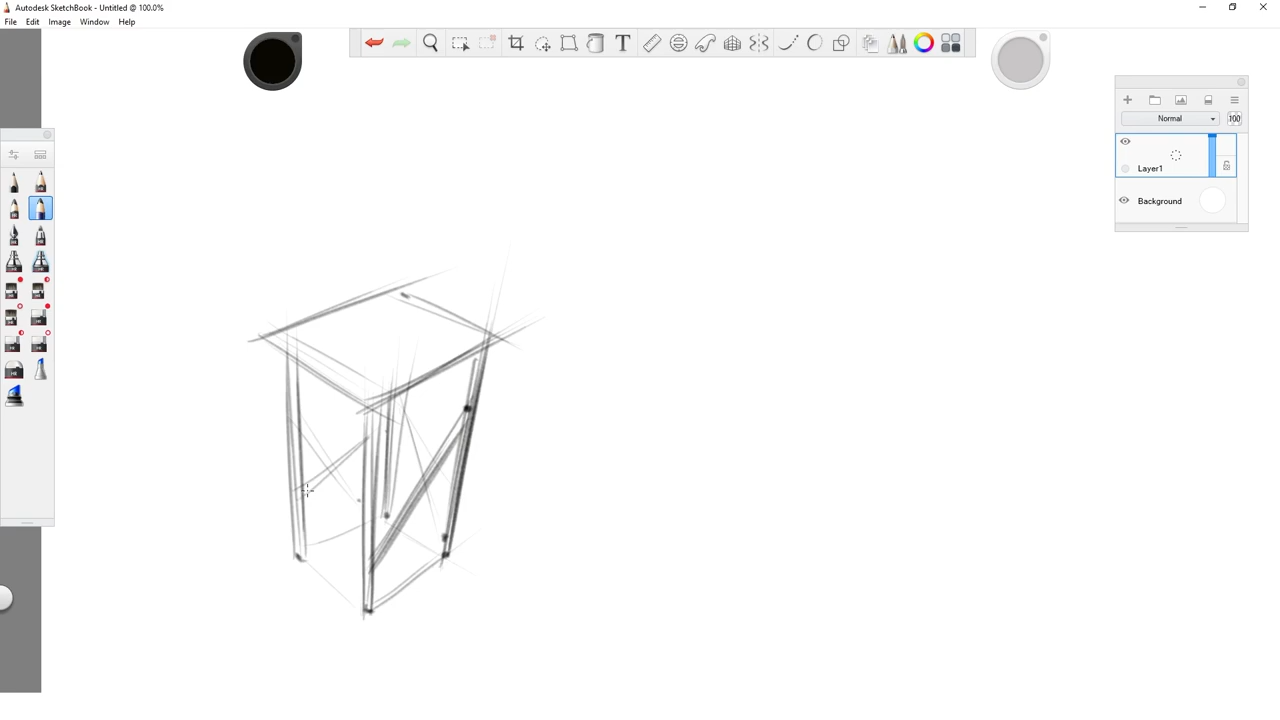 Autodesk SketchBook - Untitled @ 100.0%
File Edit Image Window Help
T
Normal 100
Layer1
Background